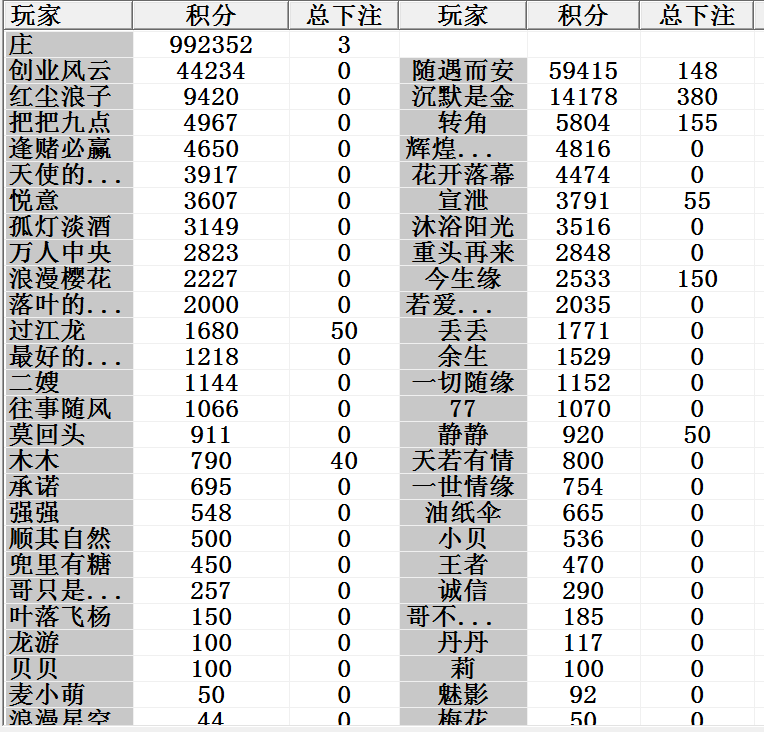 玩家 积分 总下注 玩家 积分 总下注
庄 992352 3
创业风云 44234 0 随遇而安 59415 148
红尘浪子 9420 0 沉默是金 14178 380
把把九点 4967 0 转角 5804 155
逢赌必赢 4650 0 辉煌... 4816 0
天使的... 3917 0 花开落幕 4474 0
悦意 3607 0 宣泄 3791 55
孤灯淡酒 3149 0 沐浴阳光 3516 0
万人中央 2823 0 重头再来 2848 0
浪漫樱花 2227 0 今生缘 2533 150
落叶的... 2000 0 若爱... 2035 0
过江龙 1680 50 丢丢 1771 0
最好的... 1218 0 余生 1529 0
二嫂 1144 0 一切随缘 1152 0
往事随风 1066 0 77 1070 0
莫回头 911 0 静静 920 50
木木 790 40 天若有情 800 0
承诺 695 0 一世情缘 754 0
强强 548 0 油纸伞 665 0
顺其自然 500 0 小贝 536 0
兜里有糖 450 0 王者 470 0
哥只是... 257 0 诚信 290 0
叶落飞杨 150 0 哥不... 185 0
龙游 100 0 丹丹 117 0
贝贝 100 0 莉 100 0
麦小萌 50 0 魅影 92 0
浪漫星空 44 0 梅花 50 0